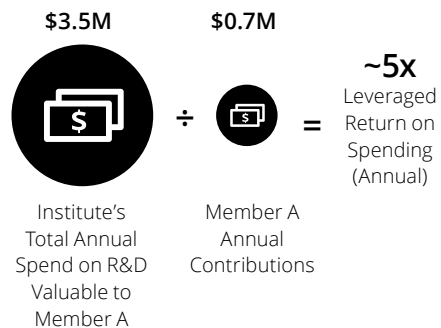 $3.5M
$0.7M
$
÷
$
=
~5x
Leveraged
Return on
Spending
(Annual)
Institute’s
Total Annual
Spend on R&D
Valuable to
Member A
Member A
Annual
Contributions